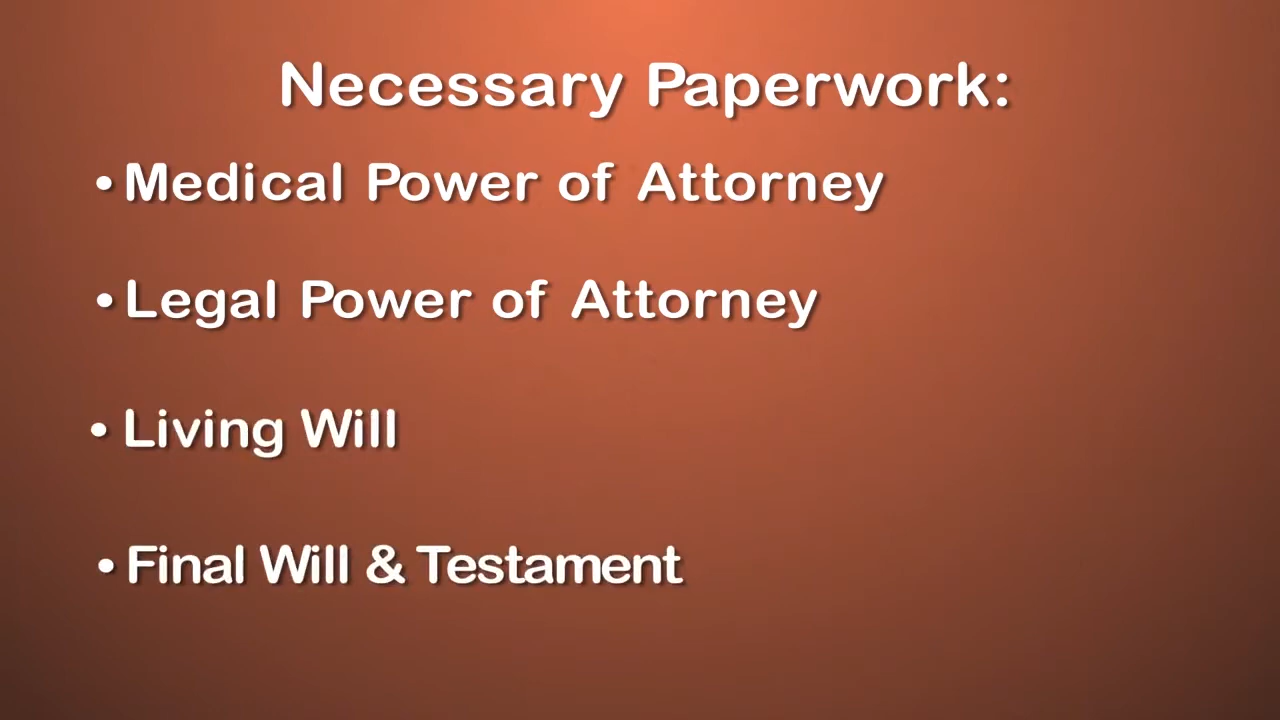 Necessary Paperwork:
• Medical Power of Attorney
• Legal Power of Attorney
• Living Will
• Final Will & Testament